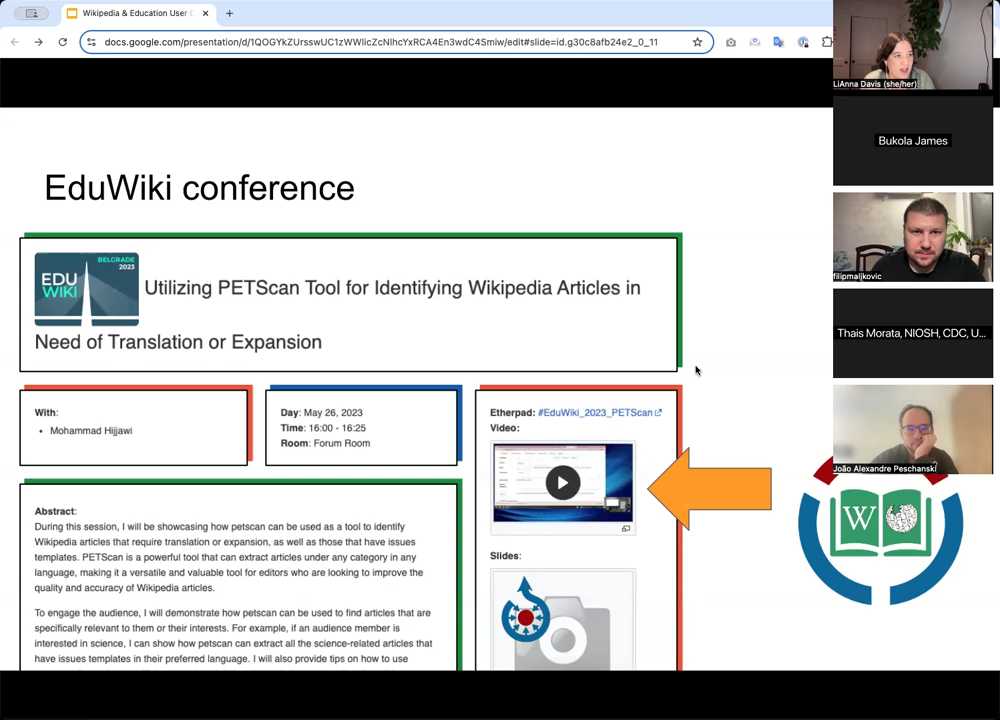 Wikipedia & Education User
docs.google.com/presentation/d/1QOGYkZUrsswUC1zWWlicZcNlhcYxRCA4En3wdC4Smiw/edit#slide=id.g30c8afb24e2_0_11
EduWiki conference
BELGRADE
2023
EDU
WIKI
Utilizing PETScan Tool for Identifying Wikipedia Articles in
Need of Translation or Expansion
With:
• Mohammad Hijjawi
Day: May 26, 2023
Time: 16:00 - 16:25
Room: Forum Room
Etherpad: #EduWiki_2023_PETScan
Video:
Slides:
Abstract:
During this session, I will be showcasing how petscan can be used as a tool to identify
Wikipedia articles that require translation or expansion, as well as those that have issues
templates. PETScan is a powerful tool that can extract articles under any category in any
language, making it a versatile and valuable tool for editors who are looking to improve the
quality and accuracy of Wikipedia articles.
To engage the audience, I will demonstrate how petscan can be used to find articles that are
specifically relevant to them or their interests. For example, if an audience member is
interested in science, I can show how petscan can extract all the science-related articles that
have issues templates in their preferred language. I will also provide tips on how to use
W
LiAnna Davis (she/her)
Bukola James
filipmaljkovic
Thais Morata, NIOSH, CDC, U...
João Alexandre Peschanski